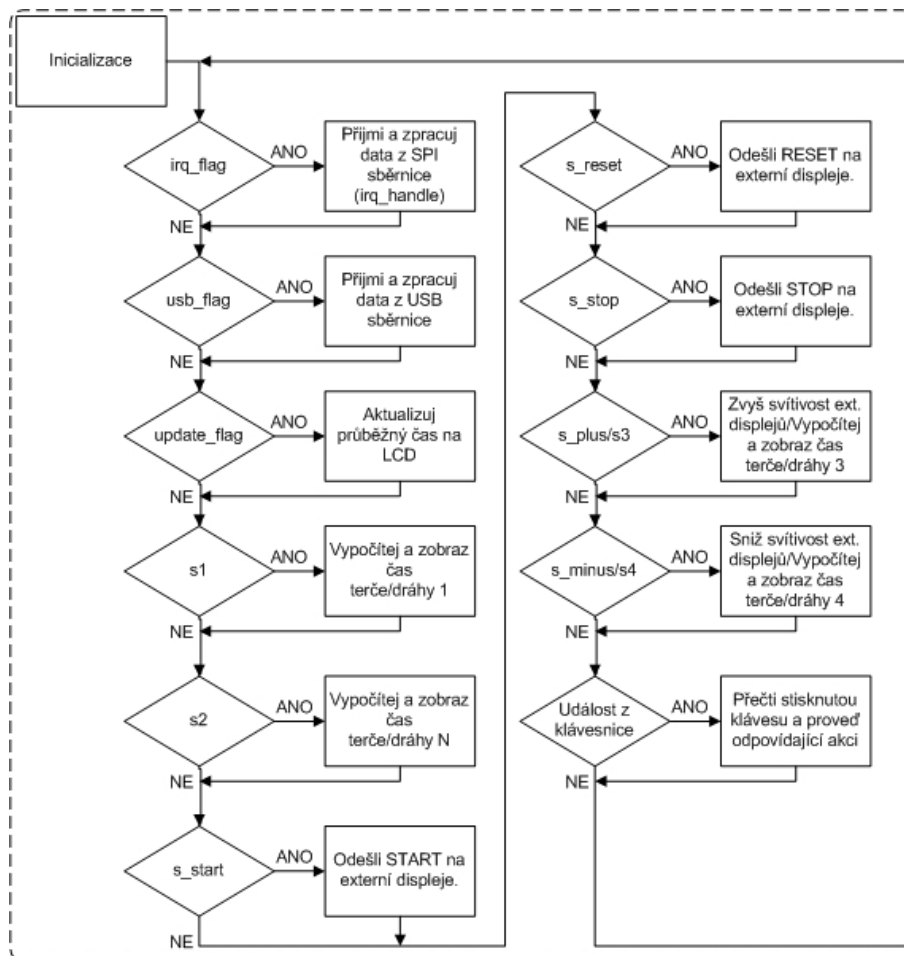 Inicializace
irq_flag
ANO
Přijmi a zpracuj
data z SPI
sběrnice
(irq_handle)
NE
usb_flag
ANO
Přijmi a zpracuj
data z USB
sběrnice
NE
update_flag
ANO
Aktualizuj
průběžný čas na
LCD
NE
s1
ANO
Vypočítej a zobraz
čas
terče/dráhy 1
NE
s2
ANO
Vypočítej a zobraz
čas
terče/dráhy N
NE
s_start
ANO
Odešli START na
externí displeje.
NE
s_reset
ANO
Odešli RESET na
externí displeje.
NE
s_stop
ANO
Odešli STOP na
externí displeje.
NE
s_plus/s3
ANO
Zvyš svítivost ext.
displejů/Vypočítej
a zobraz čas
terče/dráhy 3
NE
s_minus/s4
ANO
Sniž svítivost ext.
displejů/Vypočítej
a zobraz čas
terče/dráhy 4
NE
Událost z
klávesnice
ANO
Přečti stisknutou
klávesu a proveď
odpovídající akci
NE